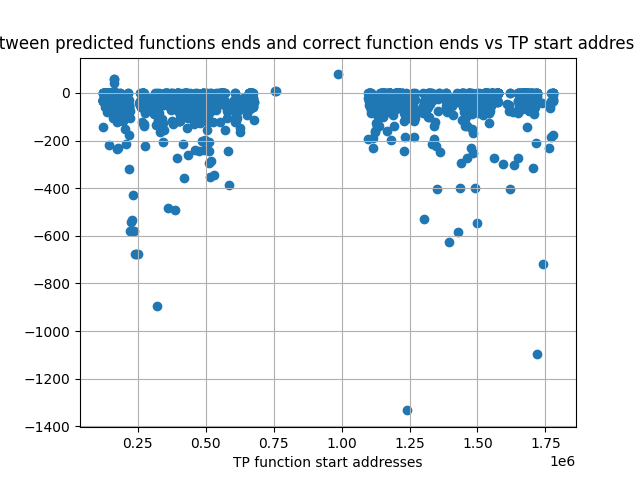 tween predicted functions ends and correct function ends vs TP start addres
0
−200
−400
−600
−800
−1000
−1200
−1400
0.25 0.50 0.75 1.00 1.25 1.50 1.75
1e6
TP function start addresses